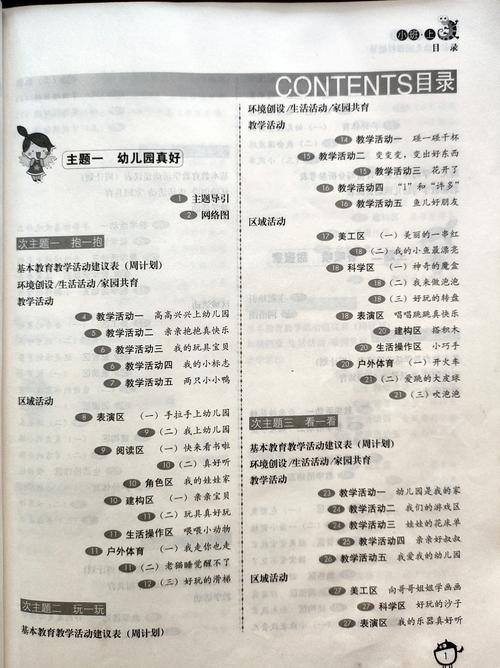 小班·上
目 录
CONTENTS目录
主题一 幼儿园真好
1 主题导引
2 网络图
次主题一 抱一抱
基本教育教学活动建议表（周计划）
环境创设/生活活动/家园共育
教学活动
4 教学活动一 高高兴兴上幼儿园
5 教学活动二 亲亲抱抱真快乐
6 教学活动三 我的玩具宝贝
6 教学活动四 我的小标志
7 教学活动五 两只小小鸭
区域活动
8 表演区 （一）手拉手上幼儿园
9 （二）我上幼儿园
9 阅读区 （一）快来看书啦
10 （二）真好听
10 角色区 我的娃娃家
10 建构区 （一）亲亲宝贝
11 （二）玩具真好玩
11 生活操作区 喂喂小动物
11 户外体育 （一）我走你也走
11 （二）老猫睡觉醒不了
12 （三）好玩的滑梯
次主题二 玩一玩
基本教育教学活动建议表（周计划）
环境创设/生活活动/家园共育
教学活动
14 教学活动一 碰一碰干杯
15 教学活动二 变变变，变出好东西
15 教学活动三 花开了
16 教学活动四 “1”和“许多”
16 教学活动五 鱼儿好朋友
区域活动
17 美工区 （一）美丽的一串红
18 （二）我的小鱼最漂亮
18 科学区 （一）神奇的魔盒
18 （二）我来做泡泡
18 （三）好玩的转盘
18 表演区 唱唱跳跳真快乐
20 建构区 搭积木
20 生活操作区 小巧手
20 户外体育 （一）开火车
21 （二）爱跳的大皮球
21 （三）吹泡泡
次主题三 看一看
基本教育教学活动建议表（周计划）
环境创设/生活活动/家园共育
教学活动
23 教学活动一 幼儿园是我的家
24 教学活动二 我们的游戏区
24 教学活动三 娃娃的花床单
25 教学活动四 亲亲好叔叔
26 教学活动五 我爱我的幼儿园
区域活动
27 美工区 向哥哥姐姐学画画
27 科学区 好玩的沙子
27 表演区 我的乐器真好听
1